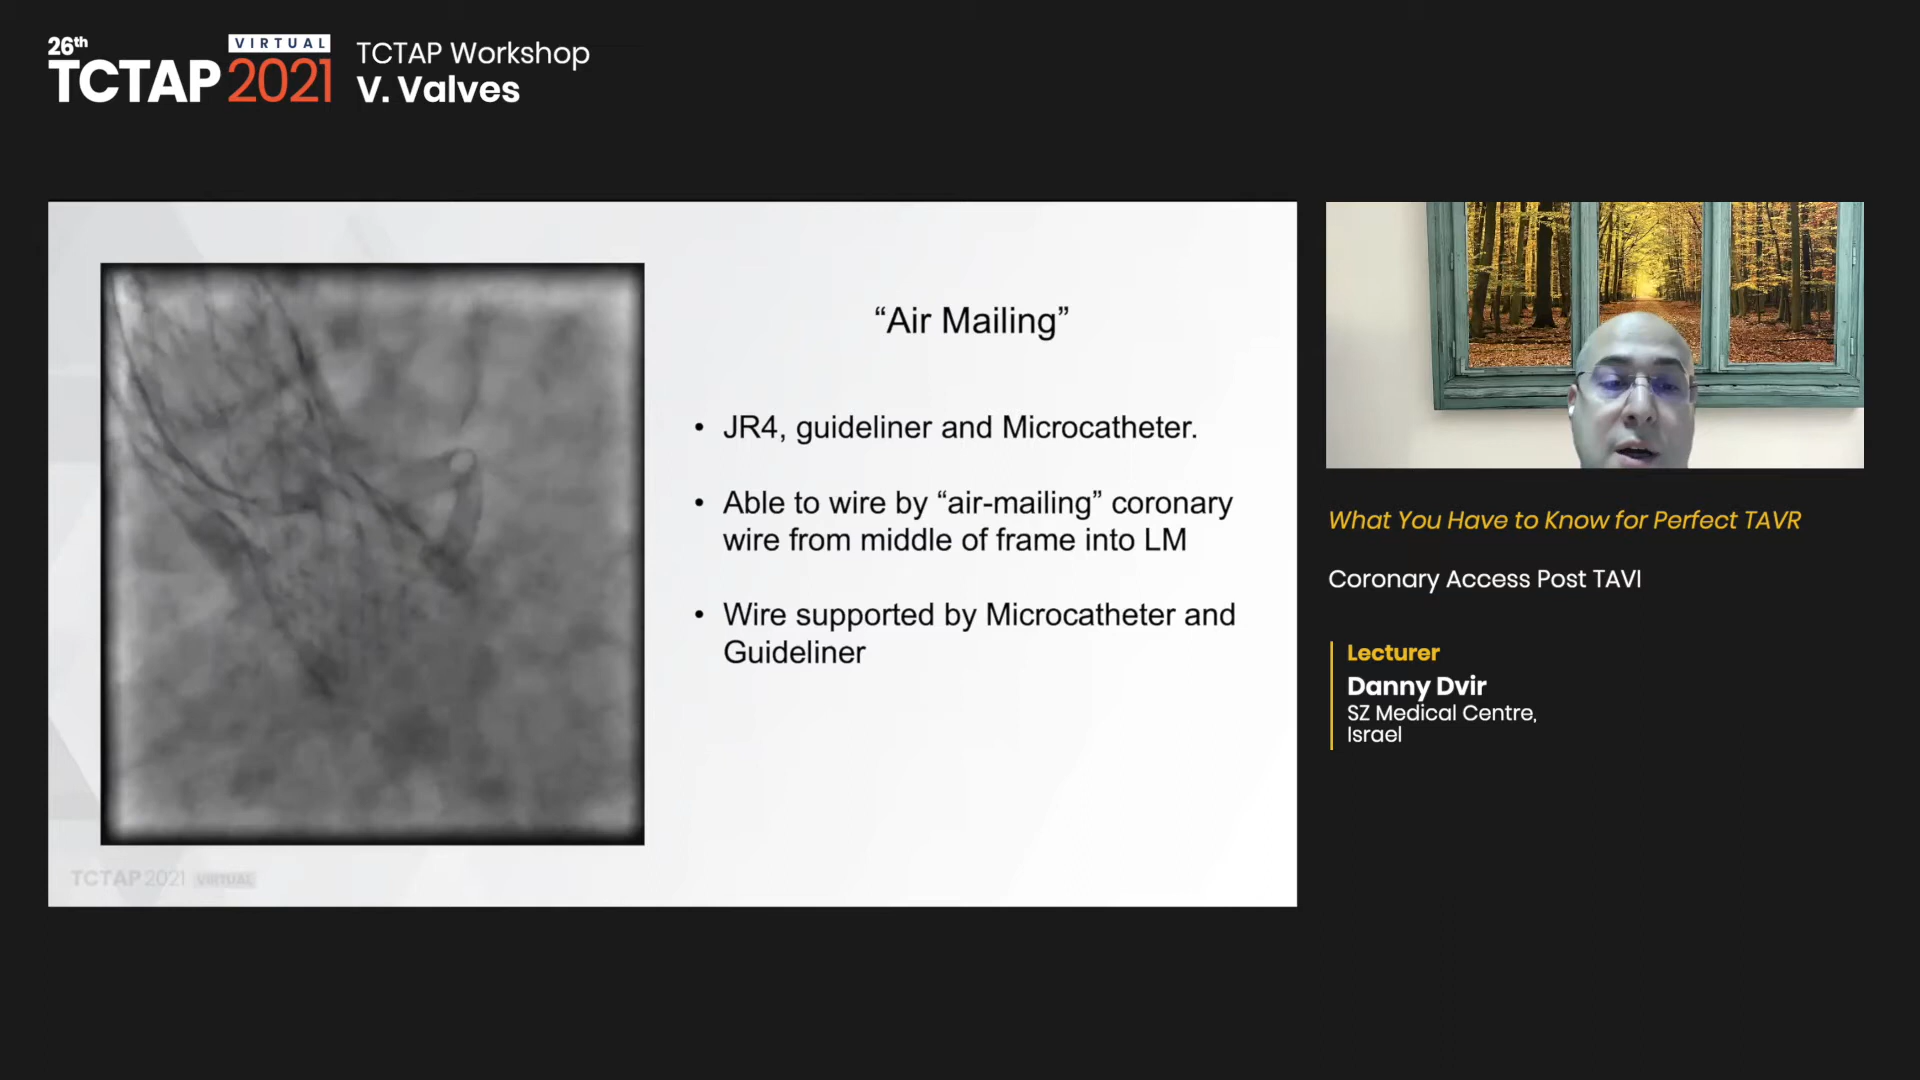 26th
VIRTUAL
TCTAP 2021
TCTAP Workshop
V. Valves
“Air Mailing”
• JR4, guideliner and Microcatheter.
• Able to wire by “air-mailing” coronary
wire from middle of frame into LM
• Wire supported by Microcatheter and
Guideliner
TCTAP 2021 VIRTUAL
What You Have to Know for Perfect TAVR
Coronary Access Post TAVI
Lecturer
Danny Dvir
SZ Medical Centre,
Israel